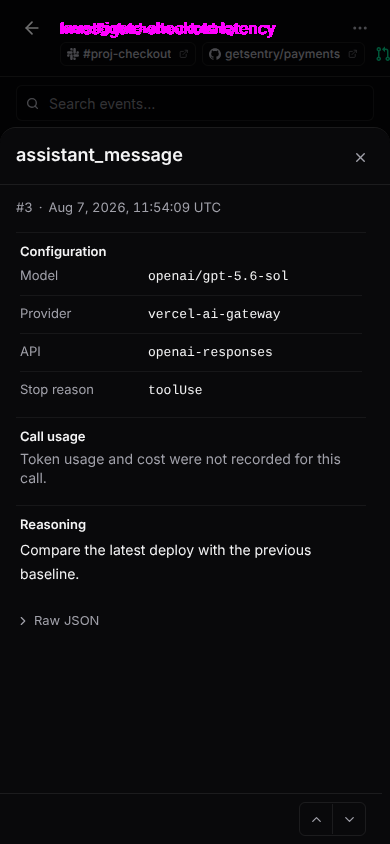 #proj-checkout
getsentry/payments
Search events...
assistant_message
#3 · Aug 7, 2026, 11:54:09 UTC
Configuration
Model openai/gpt-5.6-sol
Provider vercel-ai-gateway
API openai-responses
Stop reason toolUse
Call usage
Token usage and cost were not recorded for this
call.
Reasoning
Compare the latest deploy with the previous
baseline.
Raw JSON